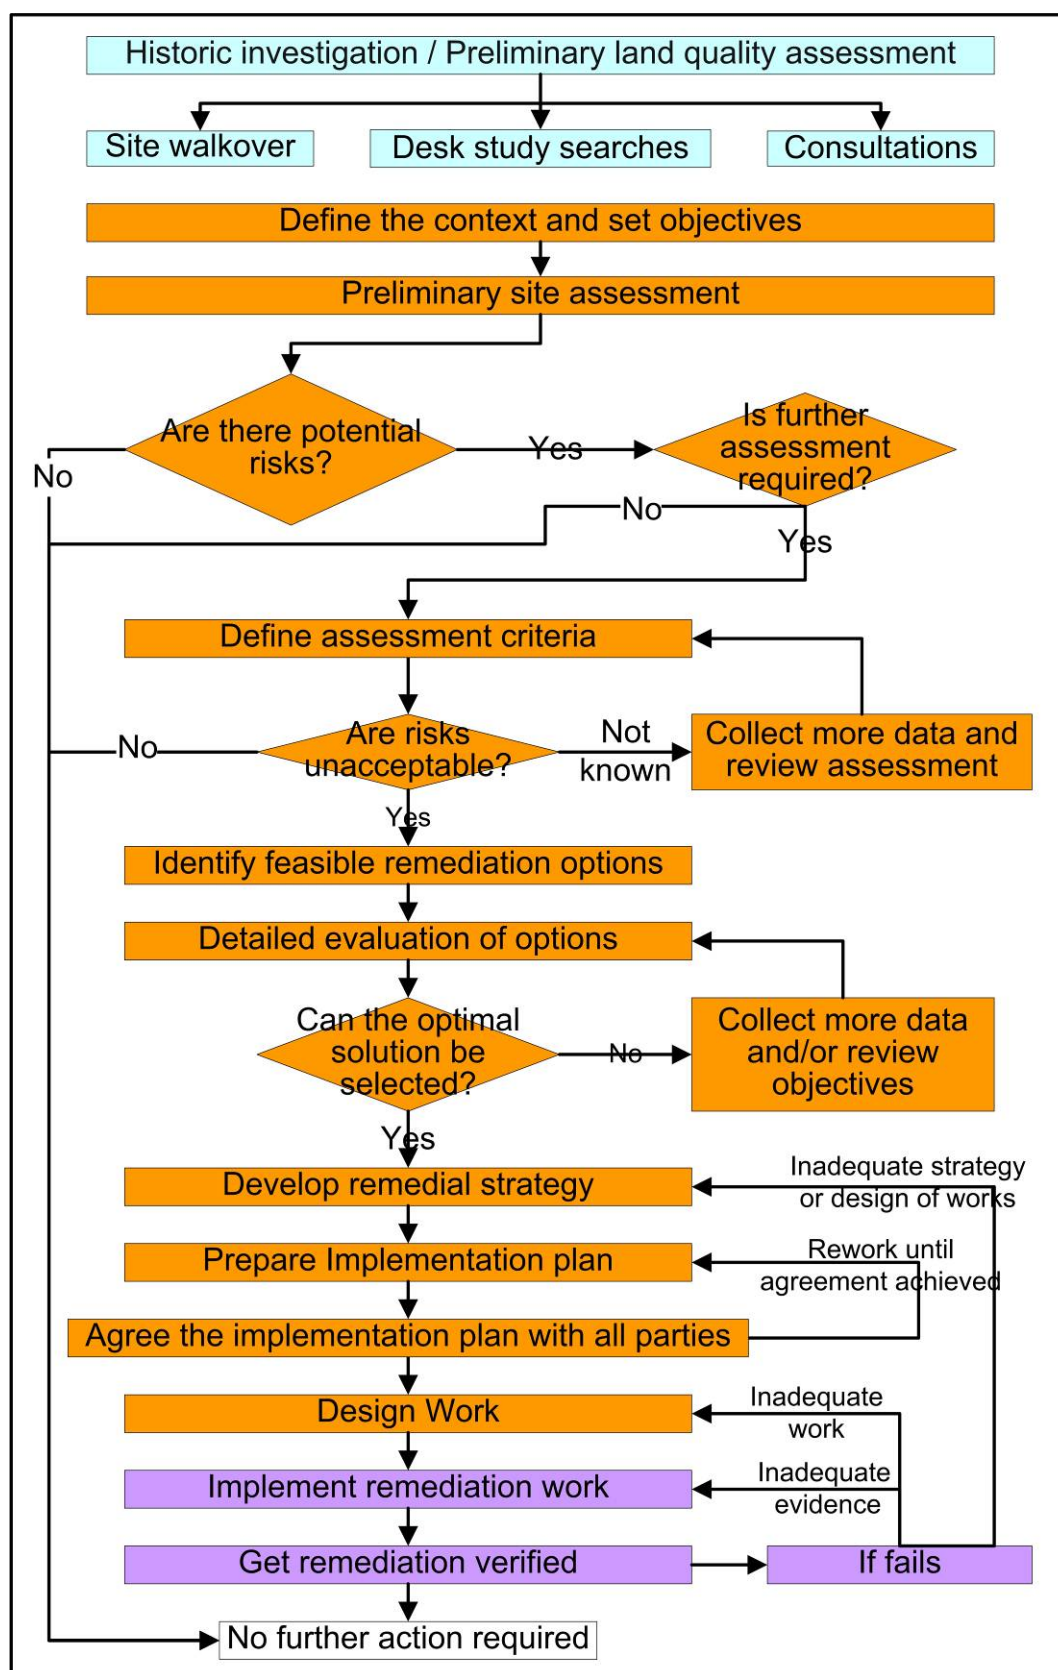 Historic investigation / Preliminary land quality assessment
Site walkover
Desk study searches
Consultations
Define the context and set objectives
Preliminary site assessment
Are there potential
risks?
Yes
Is further
assessment
required?
No
No
Yes
Define assessment criteria
Are risks
unacceptable?
No
Not
known
Collect more data and
review assessment
Yes
Identify feasible remediation options
Detailed evaluation of options
Can the optimal
solution be
selected?
No
Collect more data
and/or review
objectives
Yes
Develop remedial strategy
Inadequate strategy
or design of works
Prepare Implementation plan
Rework until
agreement achieved
Agree the implementation plan with all parties
Design Work
Inadequate
work
Implement remediation work
Inadequate
evidence
Get remediation verified
If fails
No further action required